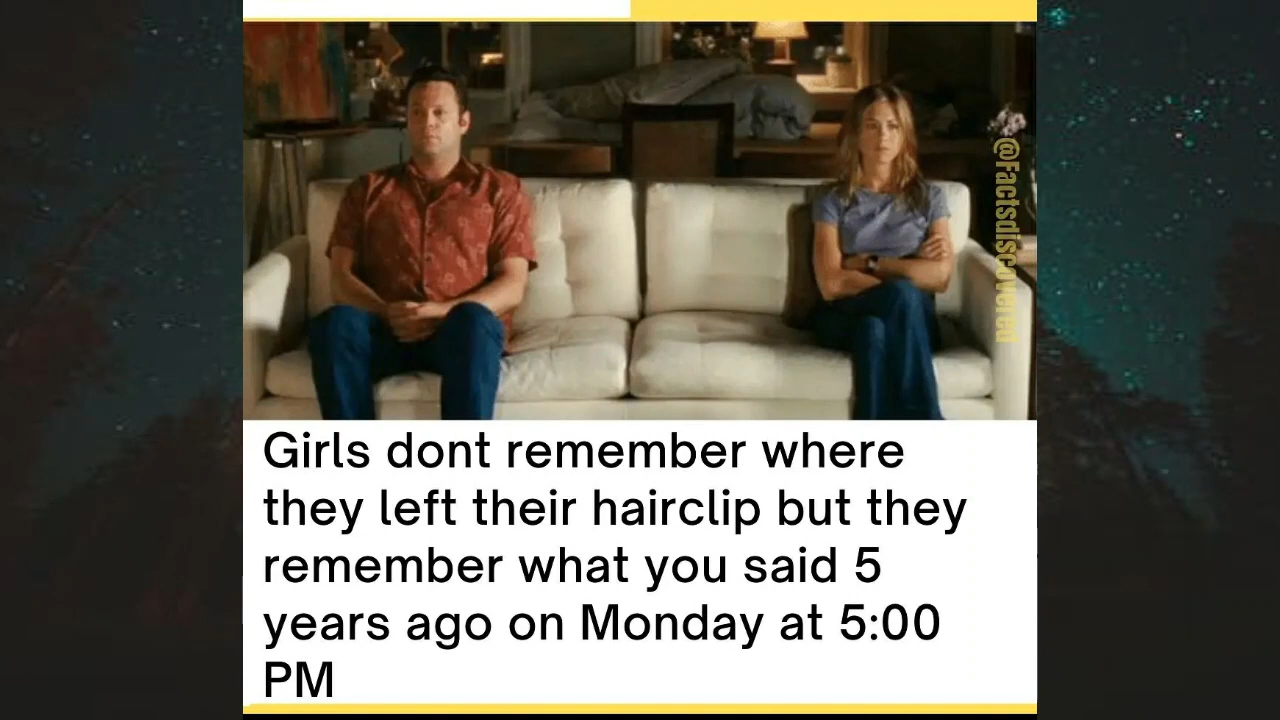 @Factsdiscovered
Girls dont remember where
they left their hairclip but they
remember what you said 5
years ago on Monday at 5:00
PM